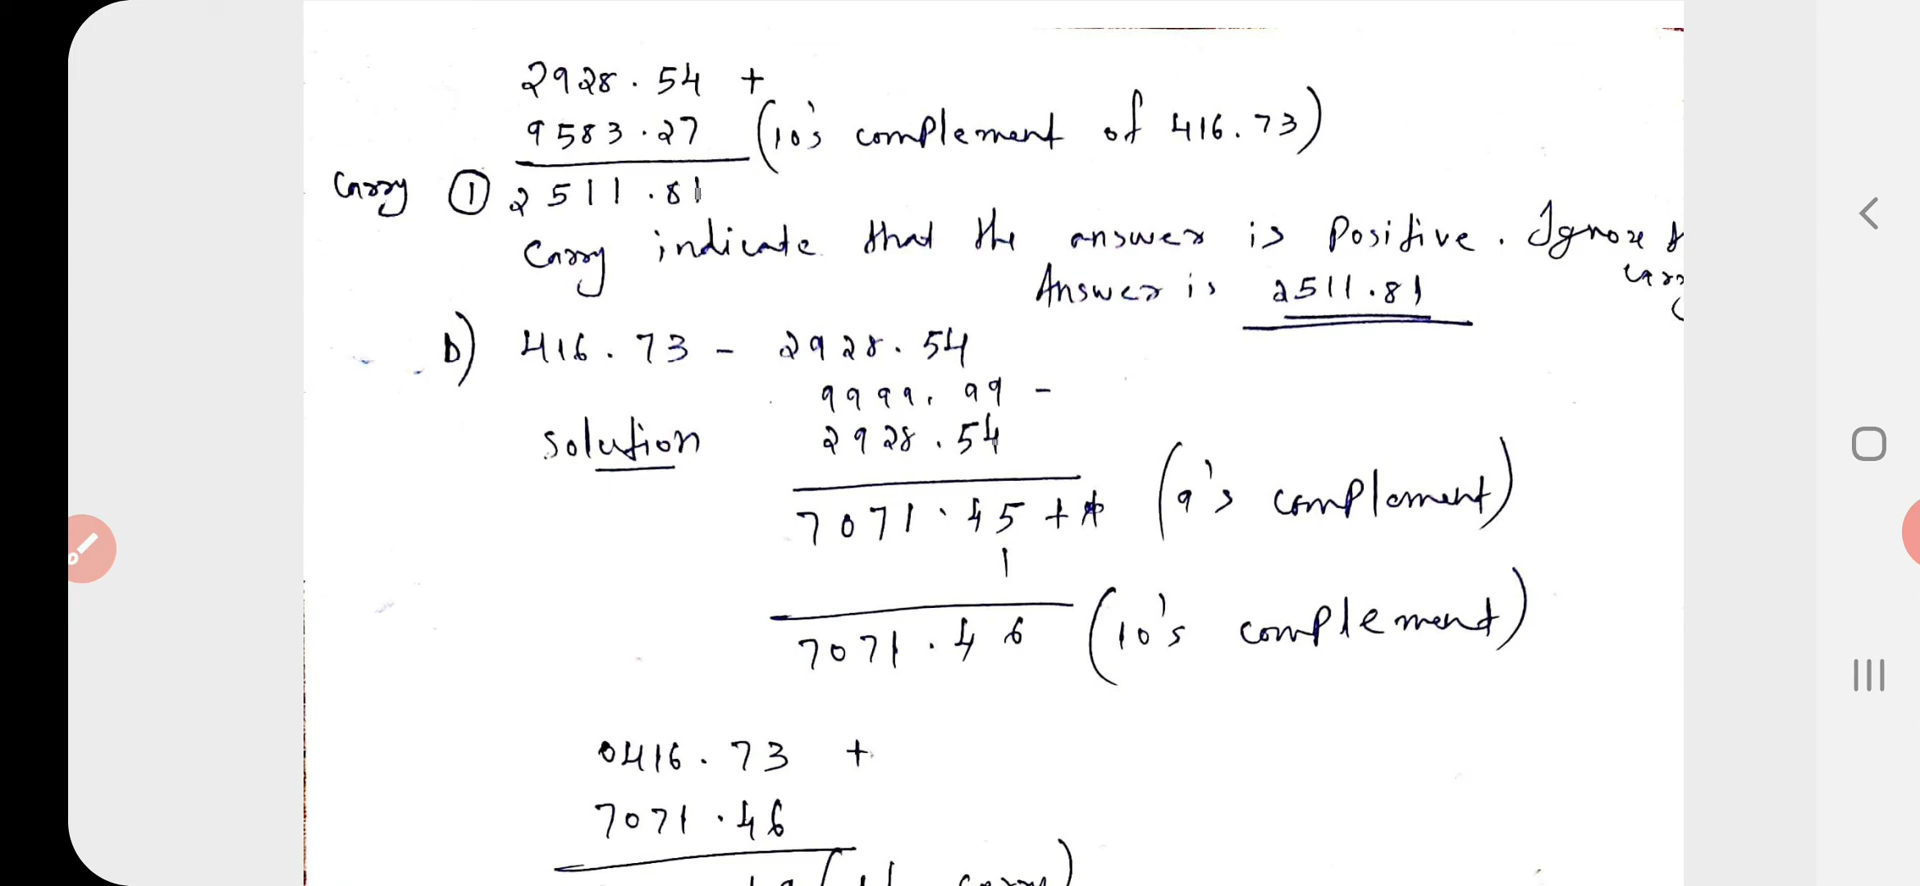 2928.54 +
9583.27 (10's complement of 416.73)
Carry 1 2511.81
Carry indicate that the answer is Positive. Ignore
Answer is 2511.81
b) 416.73 - 2928.54
9999.99 -
Solution 2928.54
7071.45 + (9's complement)
1
7071.46 (10's complement)
0416.73 +
7071.46